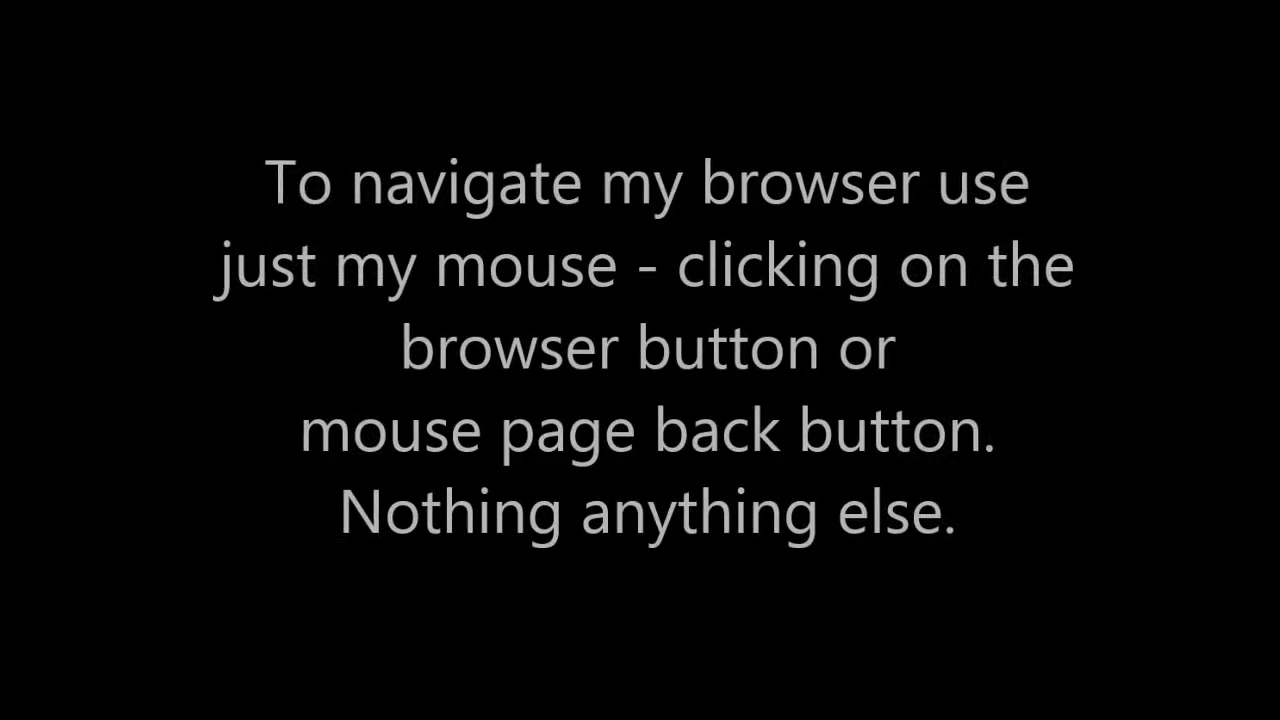 To navigate my browser use
just my mouse - clicking on the
browser button or
mouse page back button.
Nothing anything else.